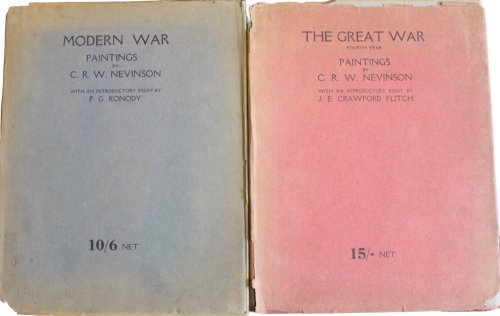 MODERN WAR
PAINTINGS
BY
C. R. W. NEVINSON
WITH AN INTRODUCTORY ESSAY BY
P. G. KONODY
10/6 NET
THE GREAT WAR
FOURTH YEAR
PAINTINGS
BY
C. R. W. NEVINSON
WITH AN INTRODUCTORY ESSAY BY
J. E. CRAWFORD FLITCH
15/- NET